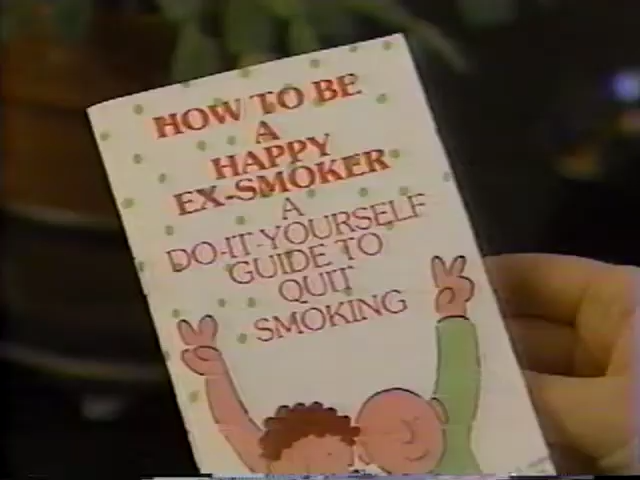 HOW TO BE
A
HAPPY
EX-SMOKER
A
DO-IT-YOURSELF
GUIDE TO
QUIT
SMOKING